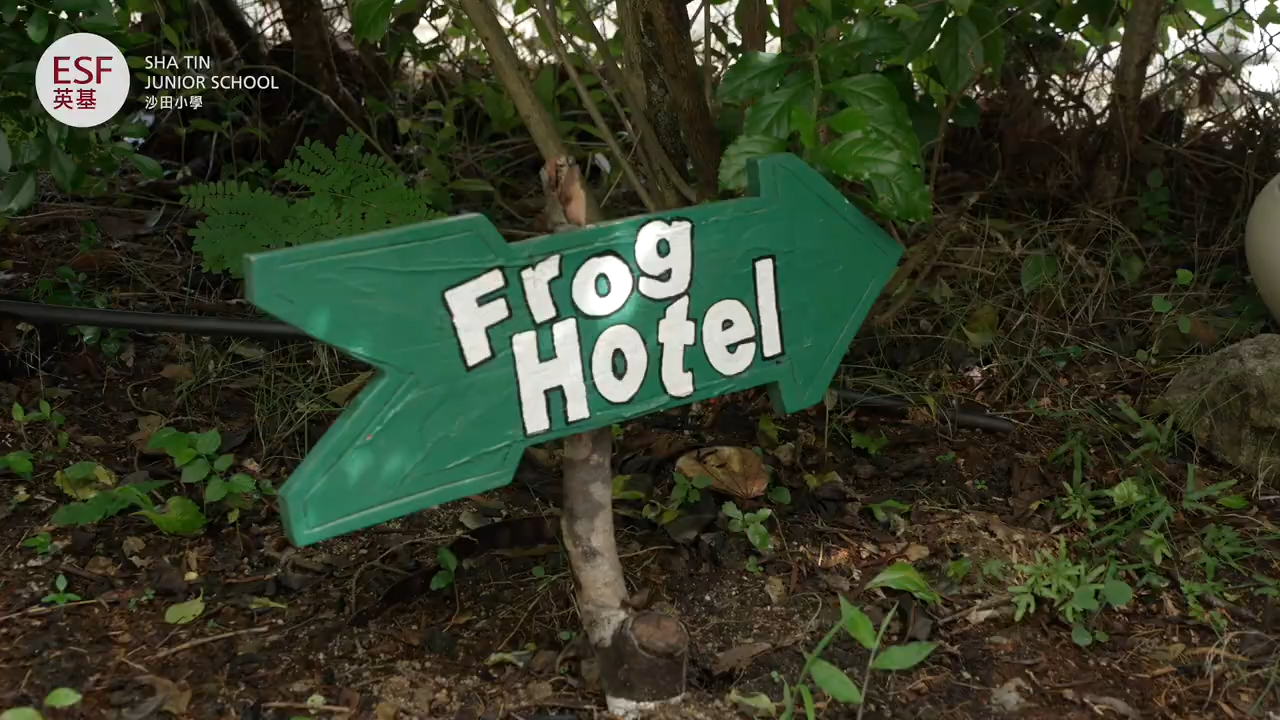 ESF
英基
SHA TIN
JUNIOR SCHOOL
沙田小學
Frog
Hotel